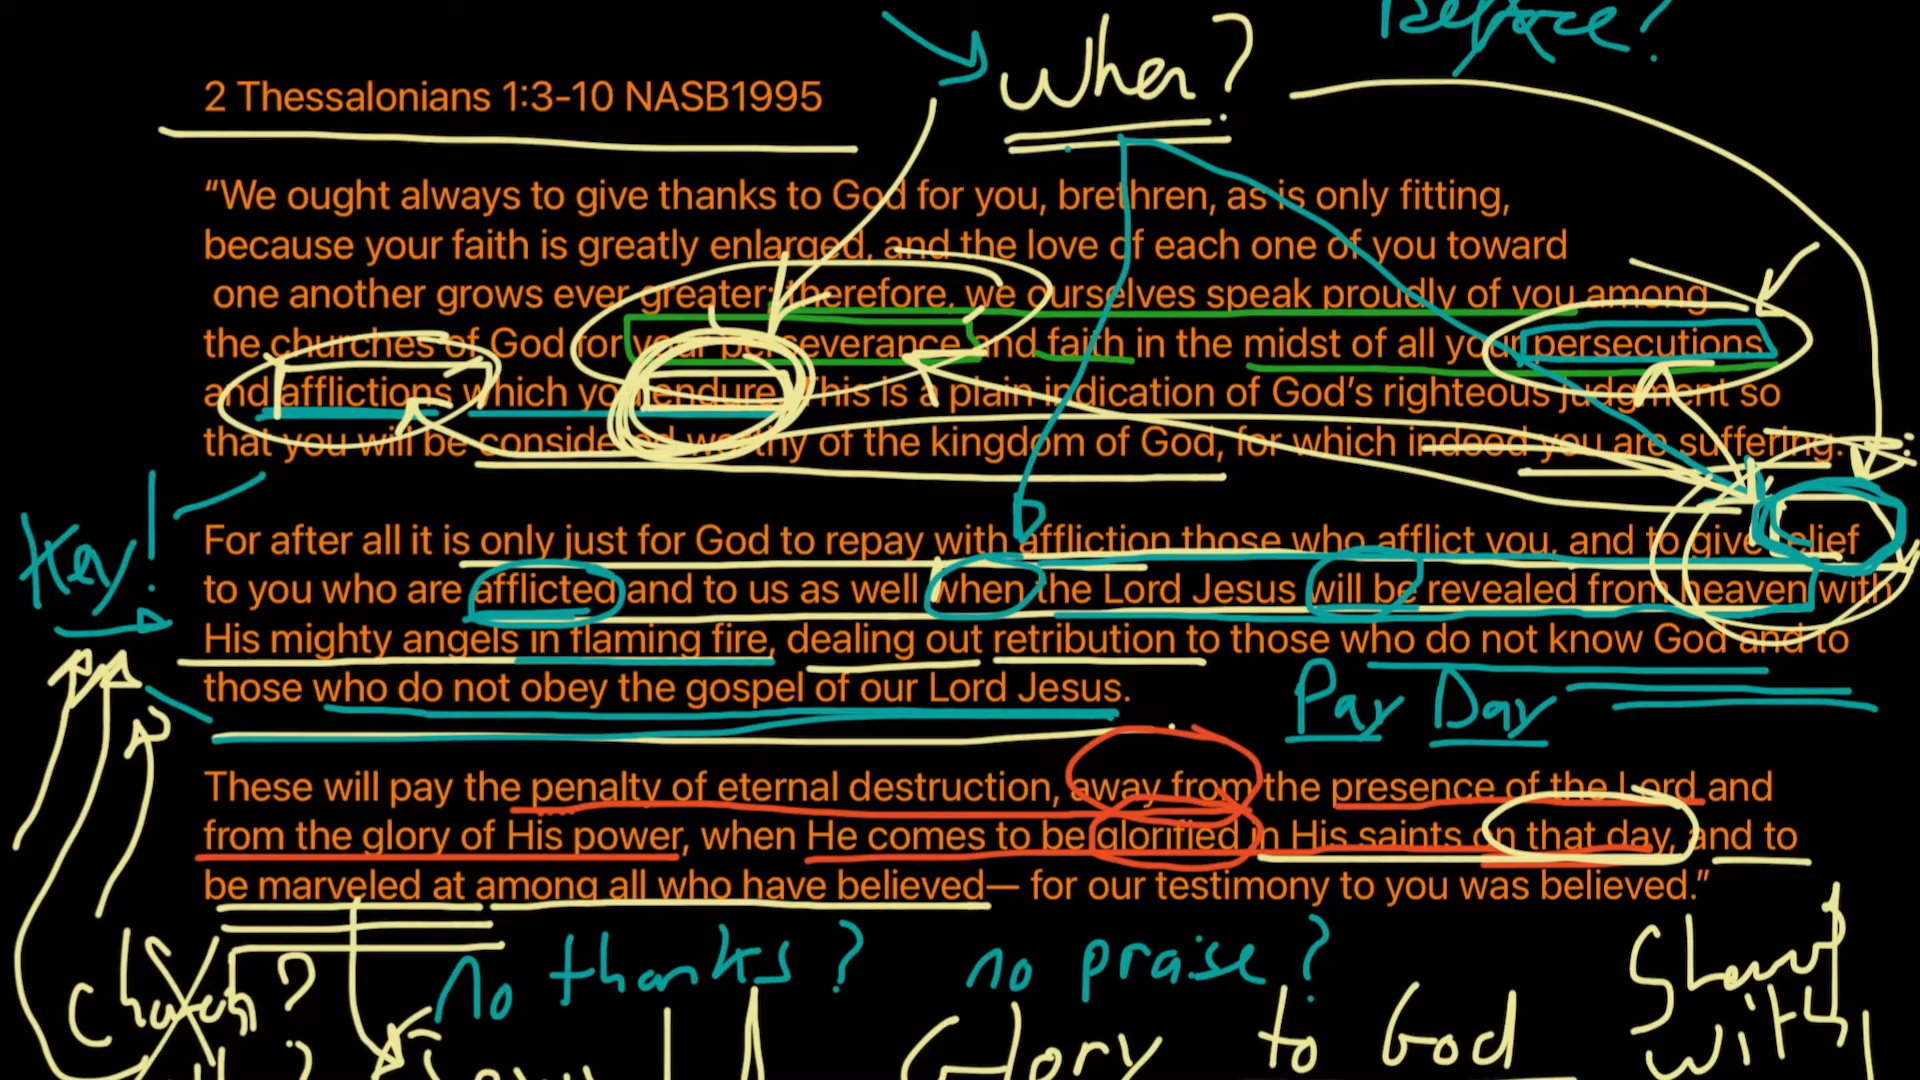 Before?
When?
2 Thessalonians 1:3-10 NASB1995
“We ought always to give thanks to God for you, brethren, as is only fitting,
because your faith is greatly enlarged, and the love of each one of you toward
one another grows ever greater; therefore, we ourselves speak proudly of you among
the churches of God for your perseverance and faith in the midst of all your persecutions
and afflictions which you endure. This is a plain indication of God’s righteous judgment so
that you will be considered worthy of the kingdom of God, for which indeed you are suffering.
For after all it is only just for God to repay with affliction those who afflict you, and to give relief
Key!
to you who are afflicted and to us as well when the Lord Jesus will be revealed from heaven with
His mighty angels in flaming fire, dealing out retribution to those who do not know God and to
those who do not obey the gospel of our Lord Jesus.
Pay Day
These will pay the penalty of eternal destruction, away from the presence of the Lord and
from the glory of His power, when He comes to be glorified in His saints on that day, and to
be marveled at among all who have believed— for our testimony to you was believed.”
no thanks? no praise?
Church?
Glory to God
with